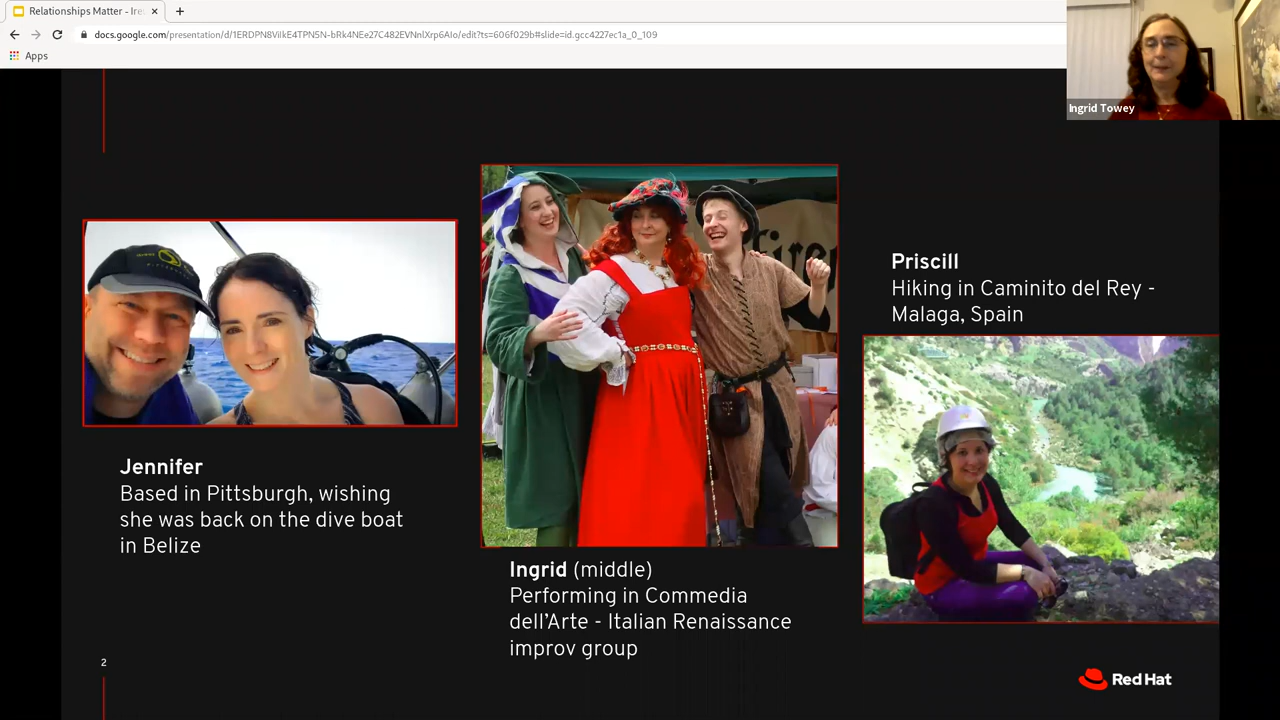 Relationships Matter - Ire
docs.google.com/presentation/d/1ERDPN8ViIkE4TPN5N-bRk4NEe27C482EVNnlXrp6AIo/edit?ts=606f029b#slide=id.gcc4227ec1a_0_109
Apps
Ingrid Towey
Jennifer
Based in Pittsburgh, wishing
she was back on the dive boat
in Belize
Ingrid (middle)
Performing in Commedia
dell'Arte - Italian Renaissance
improv group
Priscill
Hiking in Caminito del Rey -
Malaga, Spain
2
Red Hat